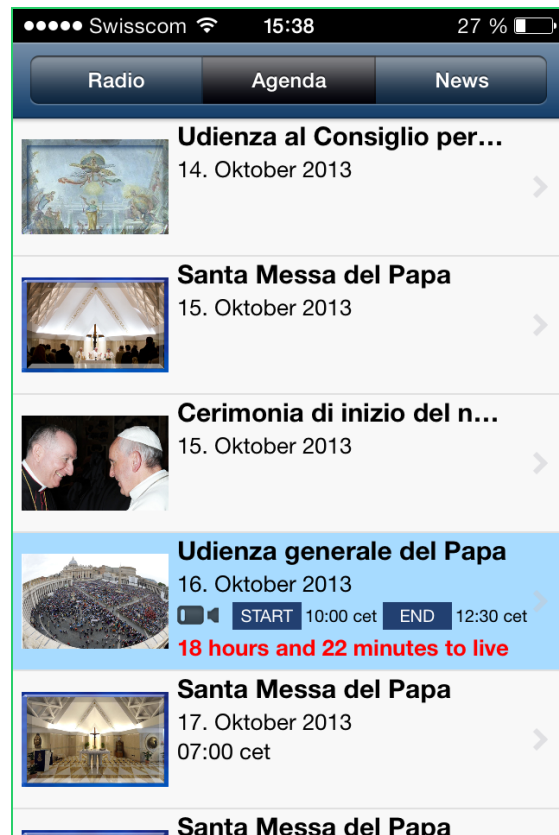 Swisscom 15:38 27 %
Radio Agenda News
Udienza al Consiglio per...
14. Oktober 2013
Santa Messa del Papa
15. Oktober 2013
Cerimonia di inizio del n...
15. Oktober 2013
Udienza generale del Papa
16. Oktober 2013
START 10:00 cet END 12:30 cet
18 hours and 22 minutes to live
Santa Messa del Papa
17. Oktober 2013
07:00 cet
Santa Messa del Papa